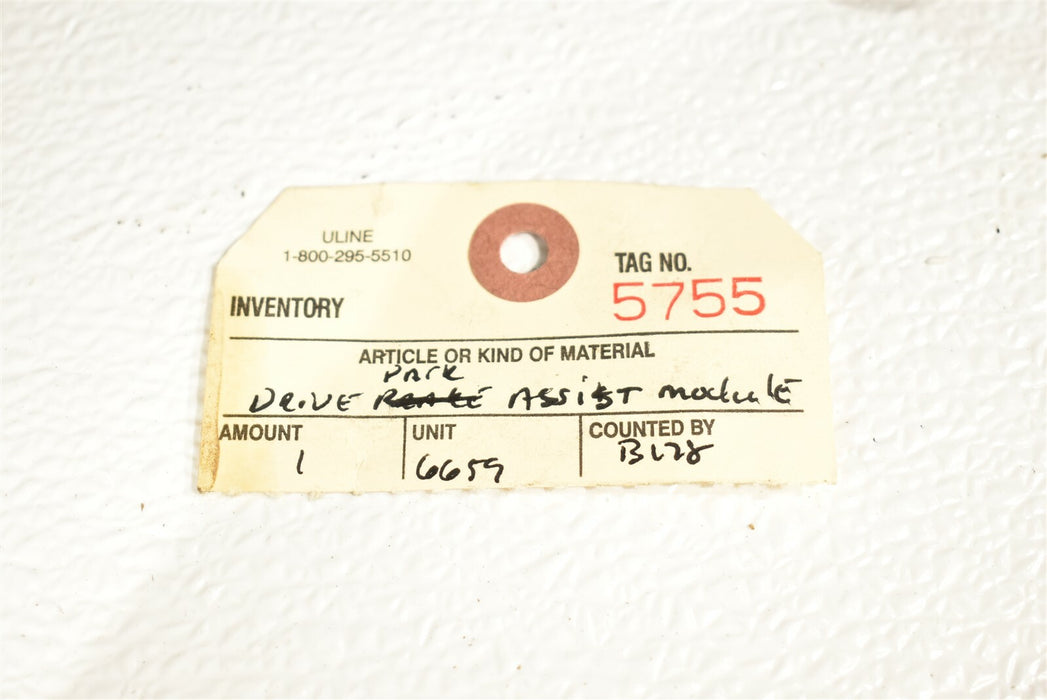 ULINE
1-800-295-5510
TAG NO.
5755
INVENTORY
ARTICLE OR KIND OF MATERIAL
PARK
DRIVE ASSIST MODULE
AMOUNT
1
UNIT
6659
COUNTED BY
B178